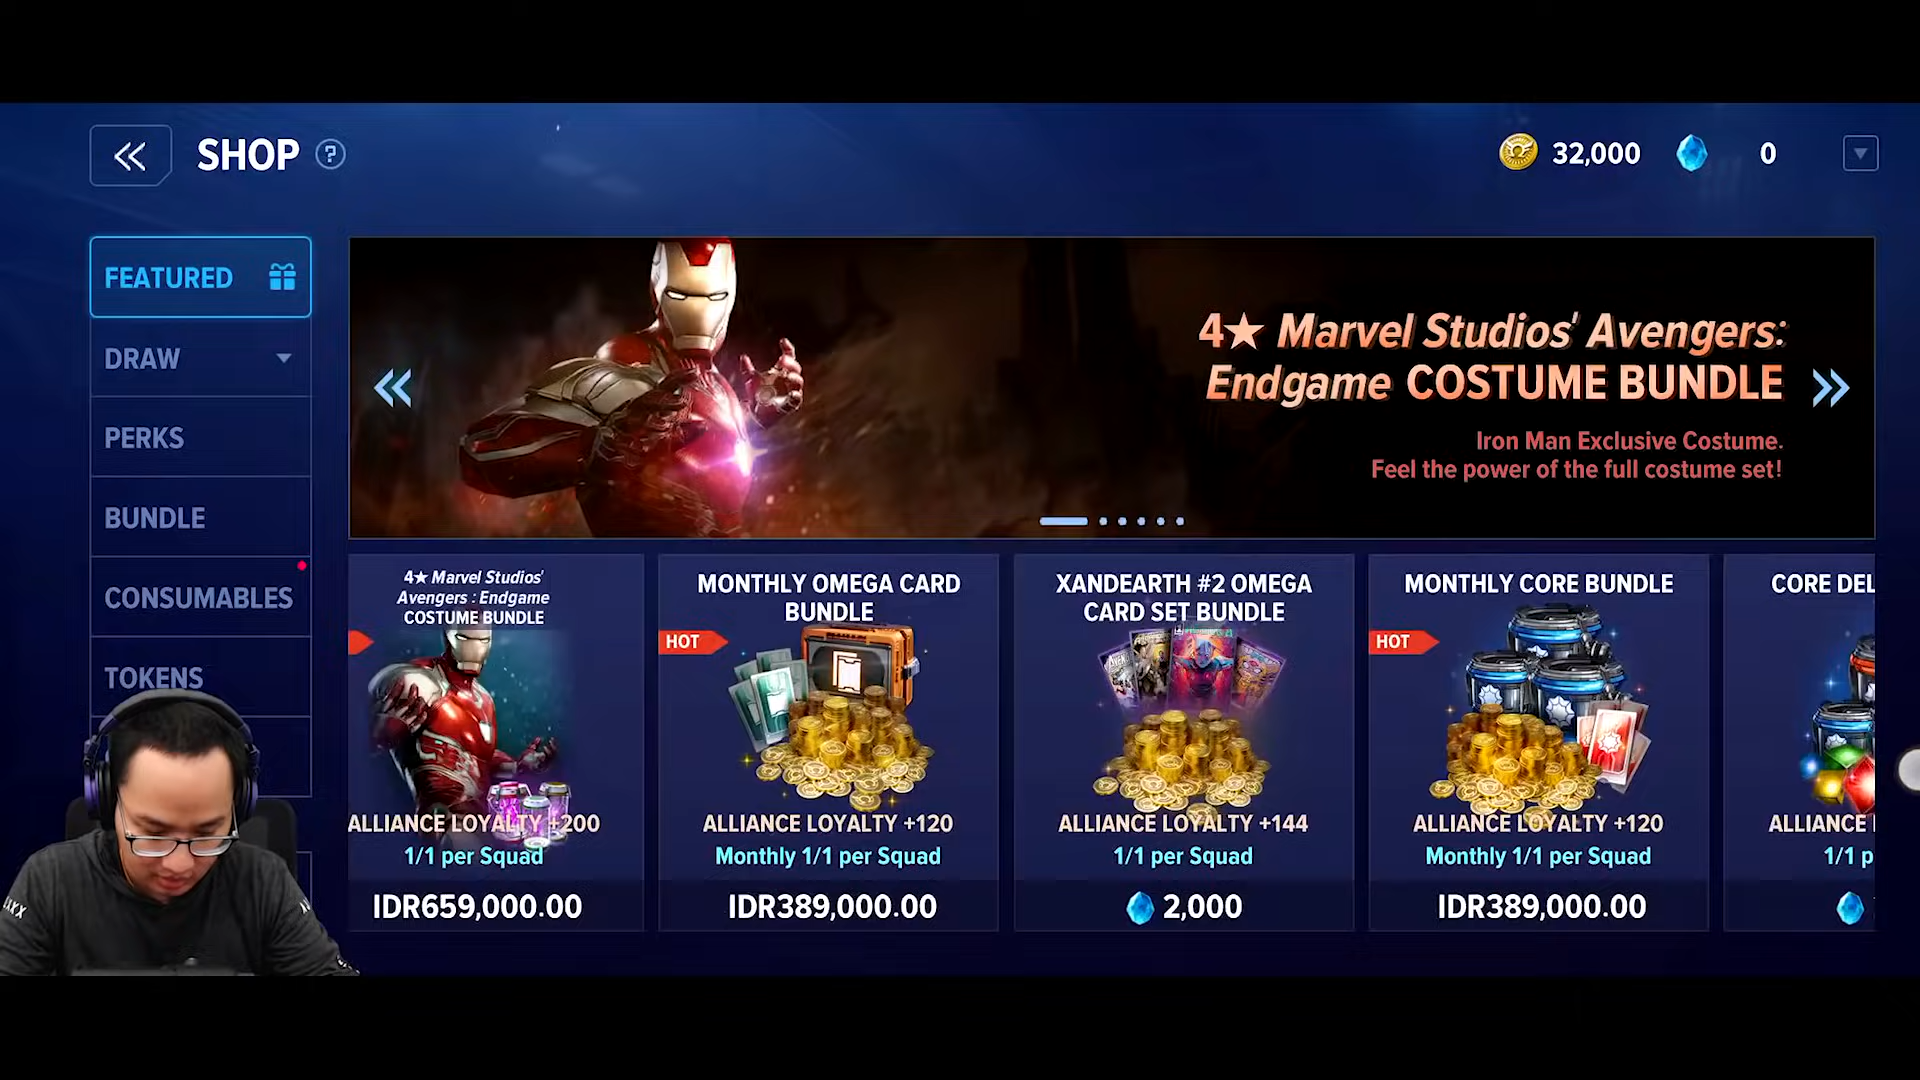 SHOP ?
32,000
0
FEATURED
DRAW
PERKS
BUNDLE
CONSUMABLES
TOKENS
4★ Marvel Studios' Avengers:
Endgame COSTUME BUNDLE
Iron Man Exclusive Costume.
Feel the power of the full costume set!
4★ Marvel Studios'
Avengers : Endgame
COSTUME BUNDLE
ALLIANCE LOYALTY +200
1/1 per Squad
IDR659,000.00
MONTHLY OMEGA CARD
BUNDLE
HOT
ALLIANCE LOYALTY +120
Monthly 1/1 per Squad
IDR389,000.00
XANDEARTH #2 OMEGA
CARD SET BUNDLE
ALLIANCE LOYALTY +144
1/1 per Squad
2,000
MONTHLY CORE BUNDLE
HOT
ALLIANCE LOYALTY +120
Monthly 1/1 per Squad
IDR389,000.00
CORE DEL
ALLIANCE
1/1 p